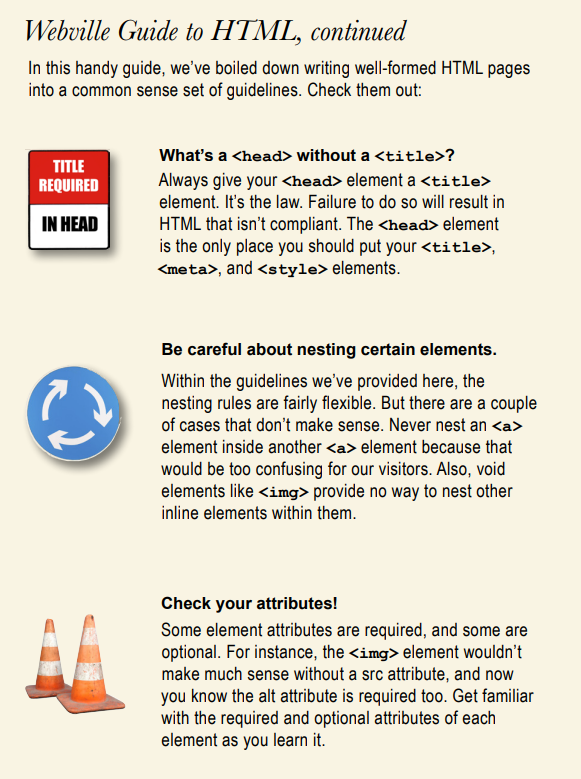 Webville Guide to HTML, continued
In this handy guide, we've boiled down writing well-formed HTML pages
into a common sense set of guidelines. Check them out:
TITLE
REQUIRED
IN HEAD
What's a <head> without a <title>?
Always give your <head> element a <title>
element. It's the law. Failure to do so will result in
HTML that isn't compliant. The <head> element
is the only place you should put your <title>,
<meta>, and <style> elements.
Be careful about nesting certain elements.
Within the guidelines we've provided here, the
nesting rules are fairly flexible. But there are a couple
of cases that don't make sense. Never nest an <a>
element inside another <a> element because that
would be too confusing for our visitors. Also, void
elements like <img> provide no way to nest other
inline elements within them.
Check your attributes!
Some element attributes are required, and some are
optional. For instance, the <img> element wouldn't
make much sense without a src attribute, and now
you know the alt attribute is required too. Get familiar
with the required and optional attributes of each
element as you learn it.